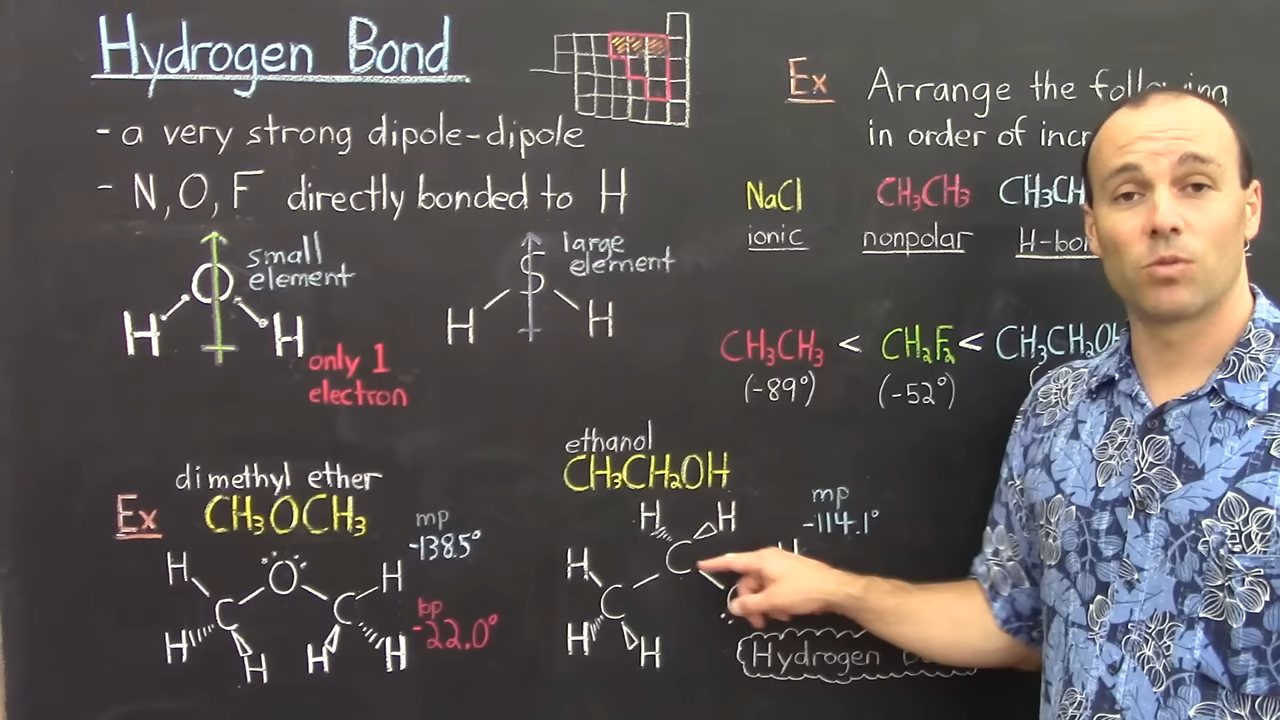 Hydrogen Bond
- a very strong dipole-dipole
- N, O, F directly bonded to H
small element
O
H H
only 1 electron
large element
S
H H
Ex
dimethyl ether
CH3OCH3
mp
-138.5°
bp
-22.0°
H O H
C C
H H H H
ethanol
CH3CH2OH
mp
-114.1°
H H
H C
C
H H
Hydrogen
Ex Arrange the following
in order of
NaCl CH3CH3
ionic nonpolar
CH3CH3 < CH2F2 < CH3CH2OH
(-89°) (-52°)